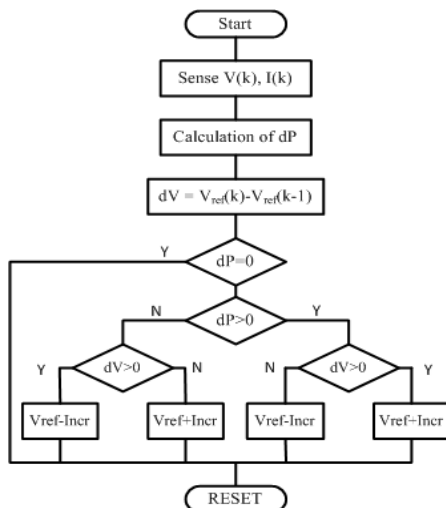 Start
Sense V(k), I(k)
Calculation of dP
dV = Vref(k)-Vref(k-1)
Y
dP=0
N
dP>0
Y
Y
dV>0
N
N
dV>0
Y
Vref-Incr
Vref+Incr
Vref-Incr
Vref+Incr
RESET